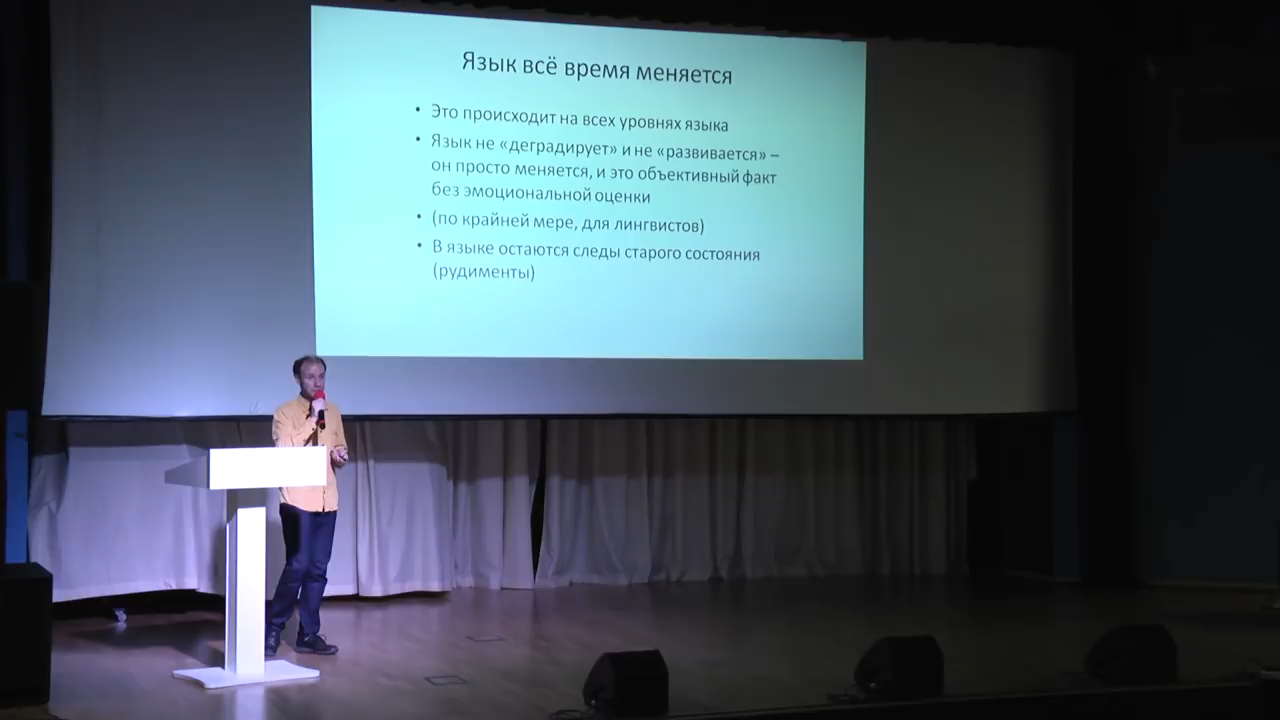 Язык всё время меняется
• Это происходит на всех уровнях языка
• Язык не «деградирует» и не «развивается» –
он просто меняется, и это объективный факт
без эмоциональной оценки
• (по крайней мере, для лингвистов)
• В языке остаются следы старого состояния
(рудименты)